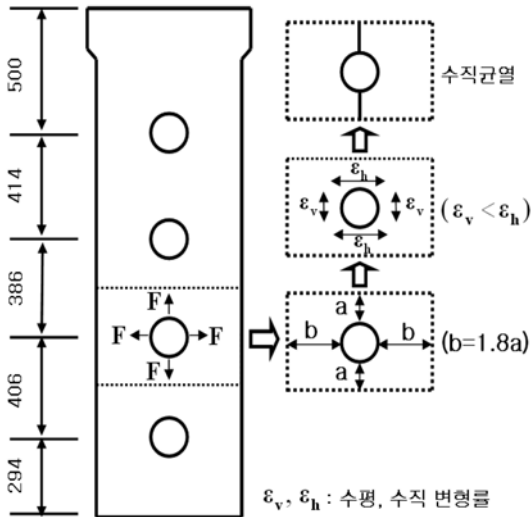 500
414
386
406
294
F
F
F
F
수직균열
ε_h
ε_v
ε_v
ε_h
(ε_v < ε_h)
a
b
b
a
(b=1.8a)
ε_v, ε_h : 수평, 수직 변형률